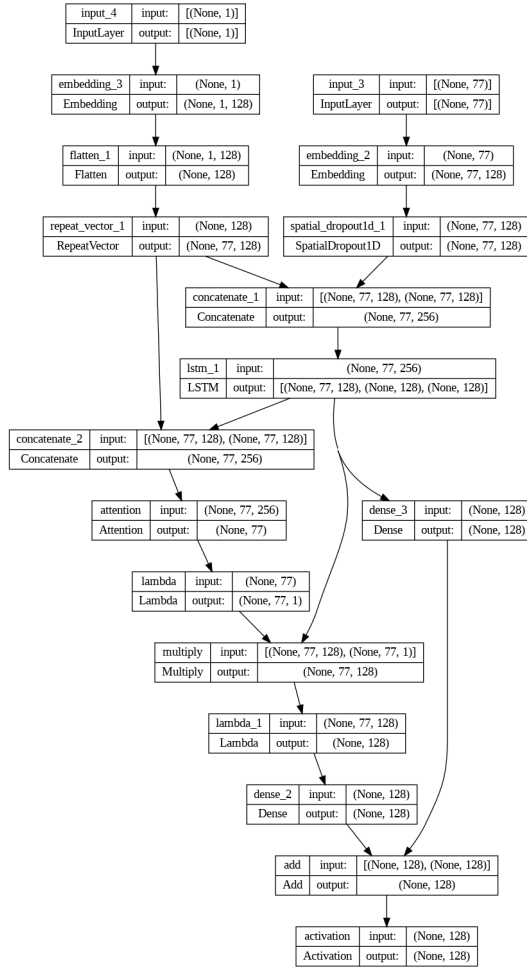 input_4 input: [(None, 1)]
InputLayer output: [(None, 1)]
embedding_3 input: (None, 1)
Embedding output: (None, 1, 128)
input_3 input: [(None, 77)]
InputLayer output: [(None, 77)]
flatten_1 input: (None, 1, 128)
Flatten output: (None, 128)
embedding_2 input: (None, 77)
Embedding output: (None, 77, 128)
repeat_vector_1 input: (None, 128)
RepeatVector output: (None, 77, 128)
spatial_dropout1d_1 input: (None, 77, 128)
SpatialDropout1D output: (None, 77, 128)
concatenate_1 input: [(None, 77, 128), (None, 77, 128)]
Concatenate output: (None, 77, 256)
lstm_1 input: (None, 77, 256)
LSTM output: [(None, 77, 128), (None, 128), (None, 128)]
concatenate_2 input: [(None, 77, 128), (None, 77, 128)]
Concatenate output: (None, 77, 256)
attention input: (None, 77, 256)
Attention output: (None, 77)
dense_3 input: (None, 128)
Dense output: (None, 128)
lambda input: (None, 77)
Lambda output: (None, 77, 1)
multiply input: [(None, 77, 128), (None, 77, 1)]
Multiply output: (None, 77, 128)
lambda_1 input: (None, 77, 128)
Lambda output: (None, 128)
dense_2 input: (None, 128)
Dense output: (None, 128)
add input: [(None, 128), (None, 128)]
Add output: (None, 128)
activation input: (None, 128)
Activation output: (None, 128)